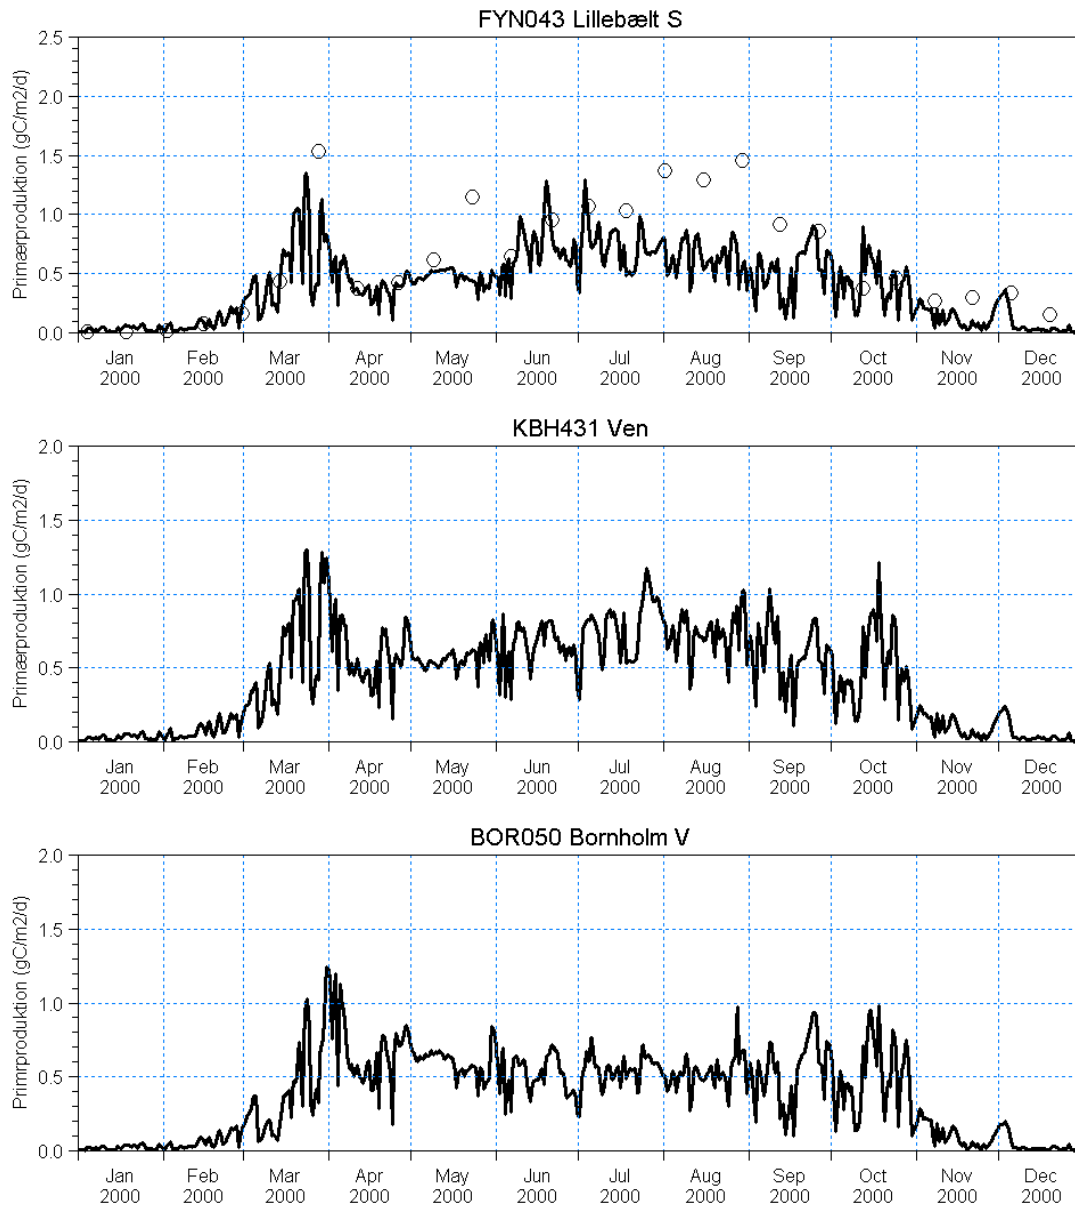 FYN043 Lillebælt S
2.5
2.0
1.5
1.0
0.5
0.0
Primærproduktion (gC/m2/d)
Jan Feb Mar Apr May Jun Jul Aug Sep Oct Nov Dec
2000 2000 2000 2000 2000 2000 2000 2000 2000 2000 2000 2000
KBH431 Ven
2.0
1.5
1.0
0.5
0.0
Primærproduktion (gC/m2/d)
Jan Feb Mar Apr May Jun Jul Aug Sep Oct Nov Dec
2000 2000 2000 2000 2000 2000 2000 2000 2000 2000 2000 2000
BOR050 Bornholm V
2.0
1.5
1.0
0.5
0.0
Primrproduktion (gC/m2/d)
Jan Feb Mar Apr May Jun Jul Aug Sep Oct Nov Dec
2000 2000 2000 2000 2000 2000 2000 2000 2000 2000 2000 2000